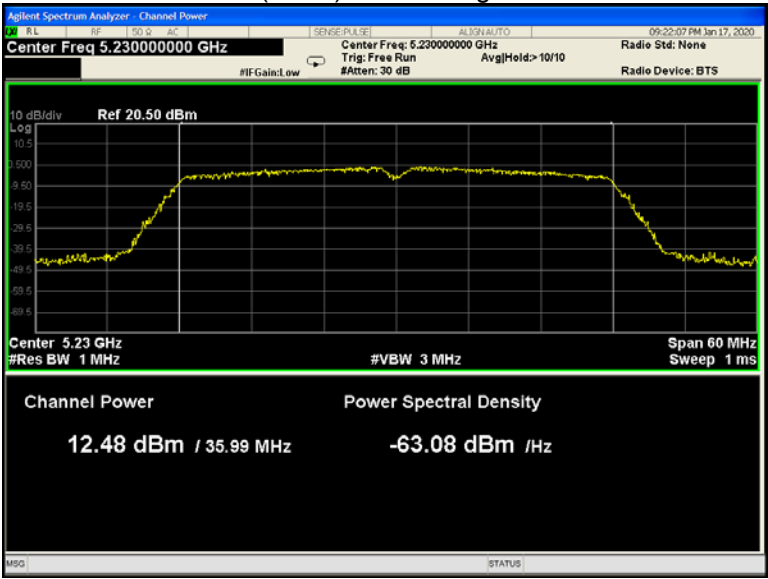 Agilent Spectrum Analyzer - Channel Power
RL RF 50 Ω AC SENSE:PULSE ALIGNAUTO 09:22:07 PM Jan 17, 2020
Center Freq 5.230000000 GHz Center Freq: 5.230000000 GHz Radio Std: None
Trig: Free Run Avg|Hold:> 10/10
#IFGain:Low #Atten: 30 dB Radio Device: BTS
10 dB/div Ref 20.50 dBm
Log
10.5
0.500
-9.50
-19.5
-29.5
-39.5
-49.5
-59.5
-69.5
Center 5.23 GHz Span 60 MHz
#Res BW 1 MHz #VBW 3 MHz Sweep 1 ms
Channel Power Power Spectral Density
12.48 dBm / 35.99 MHz -63.08 dBm /Hz
MSG STATUS